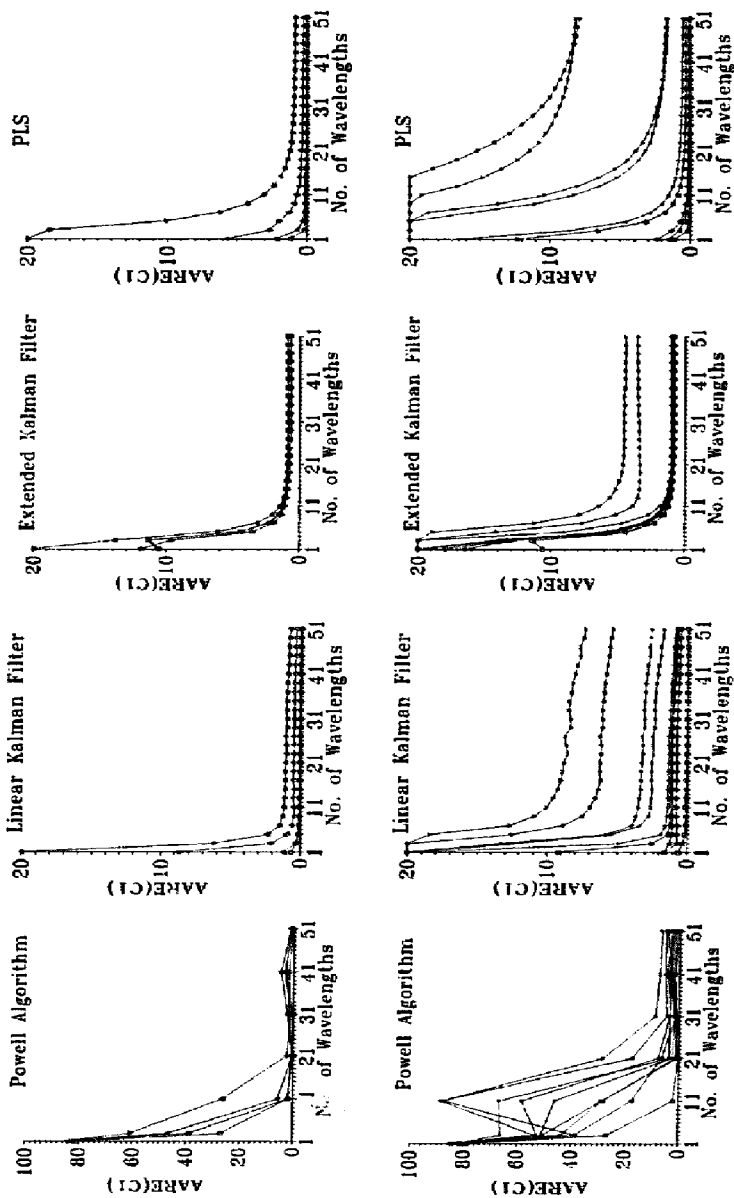 PLS
AARE(C1)
20
10
0
1 11 21 31 41 51
No. of Wavelengths
PLS
AARE(C1)
20
10
0
1 11 21 31 41 51
No. of Wavelengths
Extended Kalman Filter
AARE(C1)
20
10
0
1 11 21 31 41 51
No. of Wavelengths
Extended Kalman Filter
AARE(C1)
20
10
0
1 11 21 31 41 51
No. of Wavelengths
Linear Kalman Filter
AARE(C1)
20
10
0
1 11 21 31 41 51
No. of Wavelengths
Linear Kalman Filter
AARE(C1)
20
10
0
1 11 21 31 41 51
No. of Wavelengths
Powell Algorithm
AARE(C1)
100
80
60
40
20
0
1 21 31 41 51
of Wavelengths
Powell Algorithm
AARE(C1)
100
80
60
40
20
0
1 11 21 31 41 51
No. of Wavelengths